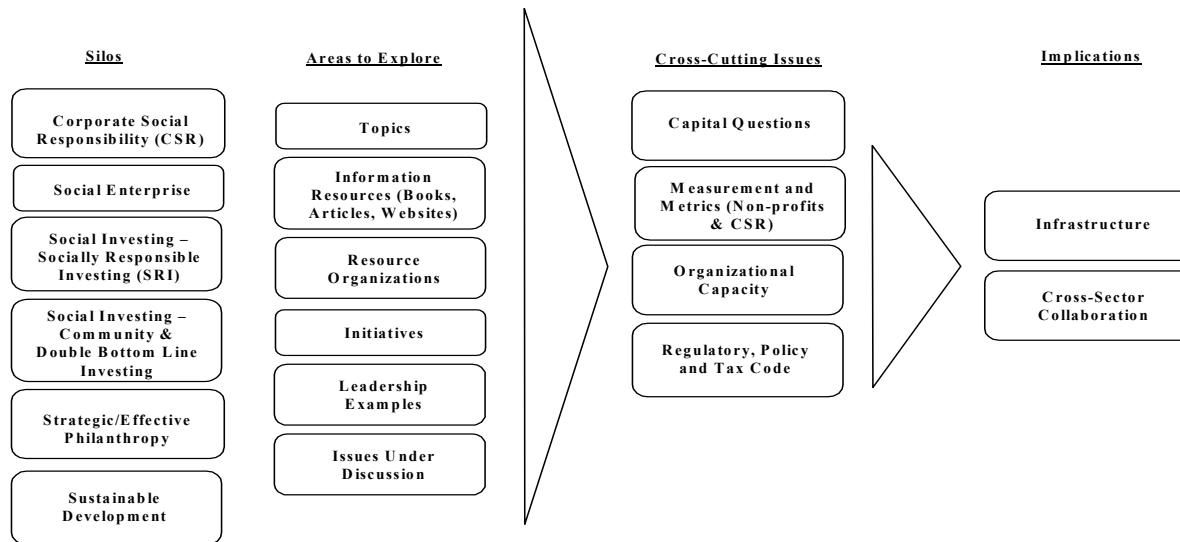 Silos
Corporate Social
Responsibility (CSR)
Social Enterprise
Social Investing –
Socially Responsible
Investing (SRI)
Social Investing –
Community &
Double Bottom Line
Investing
Strategic/Effective
Philanthropy
Sustainable
Development
Areas to Explore
Topics
Information
Resources (Books,
Articles, Websites)
Resource
Organizations
Initiatives
Leadership
Examples
Issues Under
Discussion
Cross-Cutting Issues
Capital Questions
Measurement and
Metrics (Non-profits
& CSR)
Organizational
Capacity
Regulatory, Policy
and Tax Code
Implications
Infrastructure
Cross-Sector
Collaboration